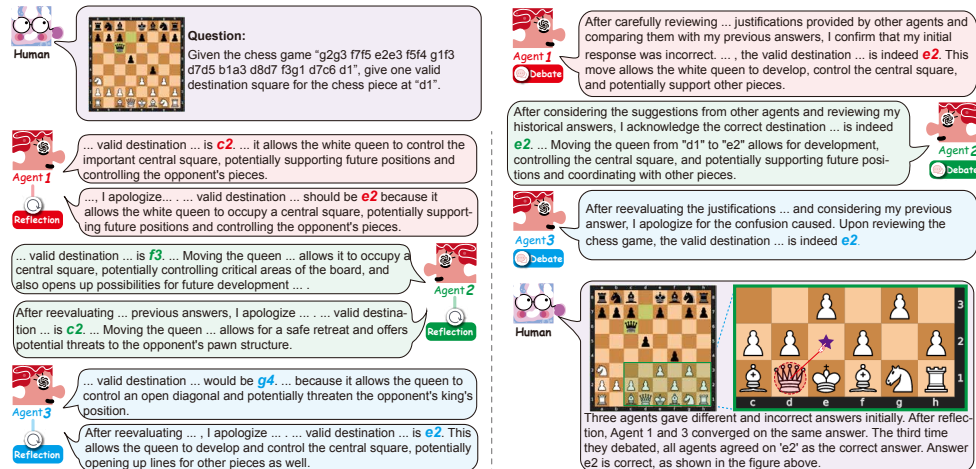 Human
Question:
Given the chess game “g2g3 f7f5 e2e3 f5f4 g1f3
d7d5 b1a3 d8d7 f3g1 d7c6 d1”, give one valid
destination square for the chess piece at “d1”.
Agent1
... valid destination ... is c2. ... it allows the white queen to control the
important central square, potentially supporting future positions and
controlling the opponent's pieces.
Reflection
..., I apologize... . ... valid destination ... should be e2 because it
allows the white queen to occupy a central square, potentially support-
ing future positions and controlling the opponent's pieces.
... valid destination ... is f3. ... Moving the queen ... allows it to occupy a
central square, potentially controlling critical areas of the board, and
also opens up possibilities for future development ... .
Agent2
After reevaluating ... previous answers, I apologize ... . ... valid destina-
tion ... is c2. ... Moving the queen ... allows for a safe retreat and offers
potential threats to the opponent's pawn structure.
Reflection
Agent3
... valid destination ... would be g4. ... because it allows the queen to
control an open diagonal and potentially threaten the opponent's king's
position.
Reflection
After reevaluating ... , I apologize ... . ... valid destination ... is e2. This
allows the queen to develop and control the central square, potentially
opening up lines for other pieces as well.
Agent1
Debate
After carefully reviewing ... justifications provided by other agents and
comparing them with my previous answers, I confirm that my initial
response was incorrect. ... , the valid destination ... is indeed e2. This
move allows the white queen to develop, control the central square,
and potentially support other pieces.
After considering the suggestions from other agents and reviewing my
historical answers, I acknowledge the correct destination ... is indeed
e2. ... Moving the queen from "d1" to "e2" allows for development,
controlling the central square, and potentially supporting future posi-
tions and coordinating with other pieces.
Agent2
Debate
Agent3
Debate
After reevaluating the justifications ... and considering my previous
answer, I apologize for the confusion caused. Upon reviewing the
chess game, the valid destination ... is indeed e2.
Human
3
2
1
c d e f g h
Three agents gave different and incorrect answers initially. After reflec-
tion, Agent 1 and 3 converged on the same answer. The third time
they debated, all agents agreed on 'e2' as the correct answer. Answer
e2 is correct, as shown in the figure above.